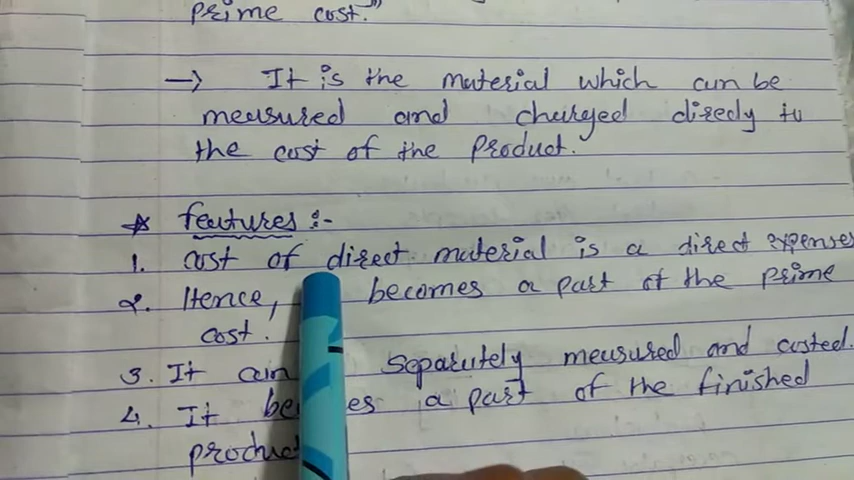 prime cost."
→ It is the material which can be
measured and charged direcly to
the cost of the product.
* features :-
1. cost of direct material is a direct expenses
2. Hence, becomes a part of the prime
cost.
3. It can separately measured and costed.
4. It a part of the finished